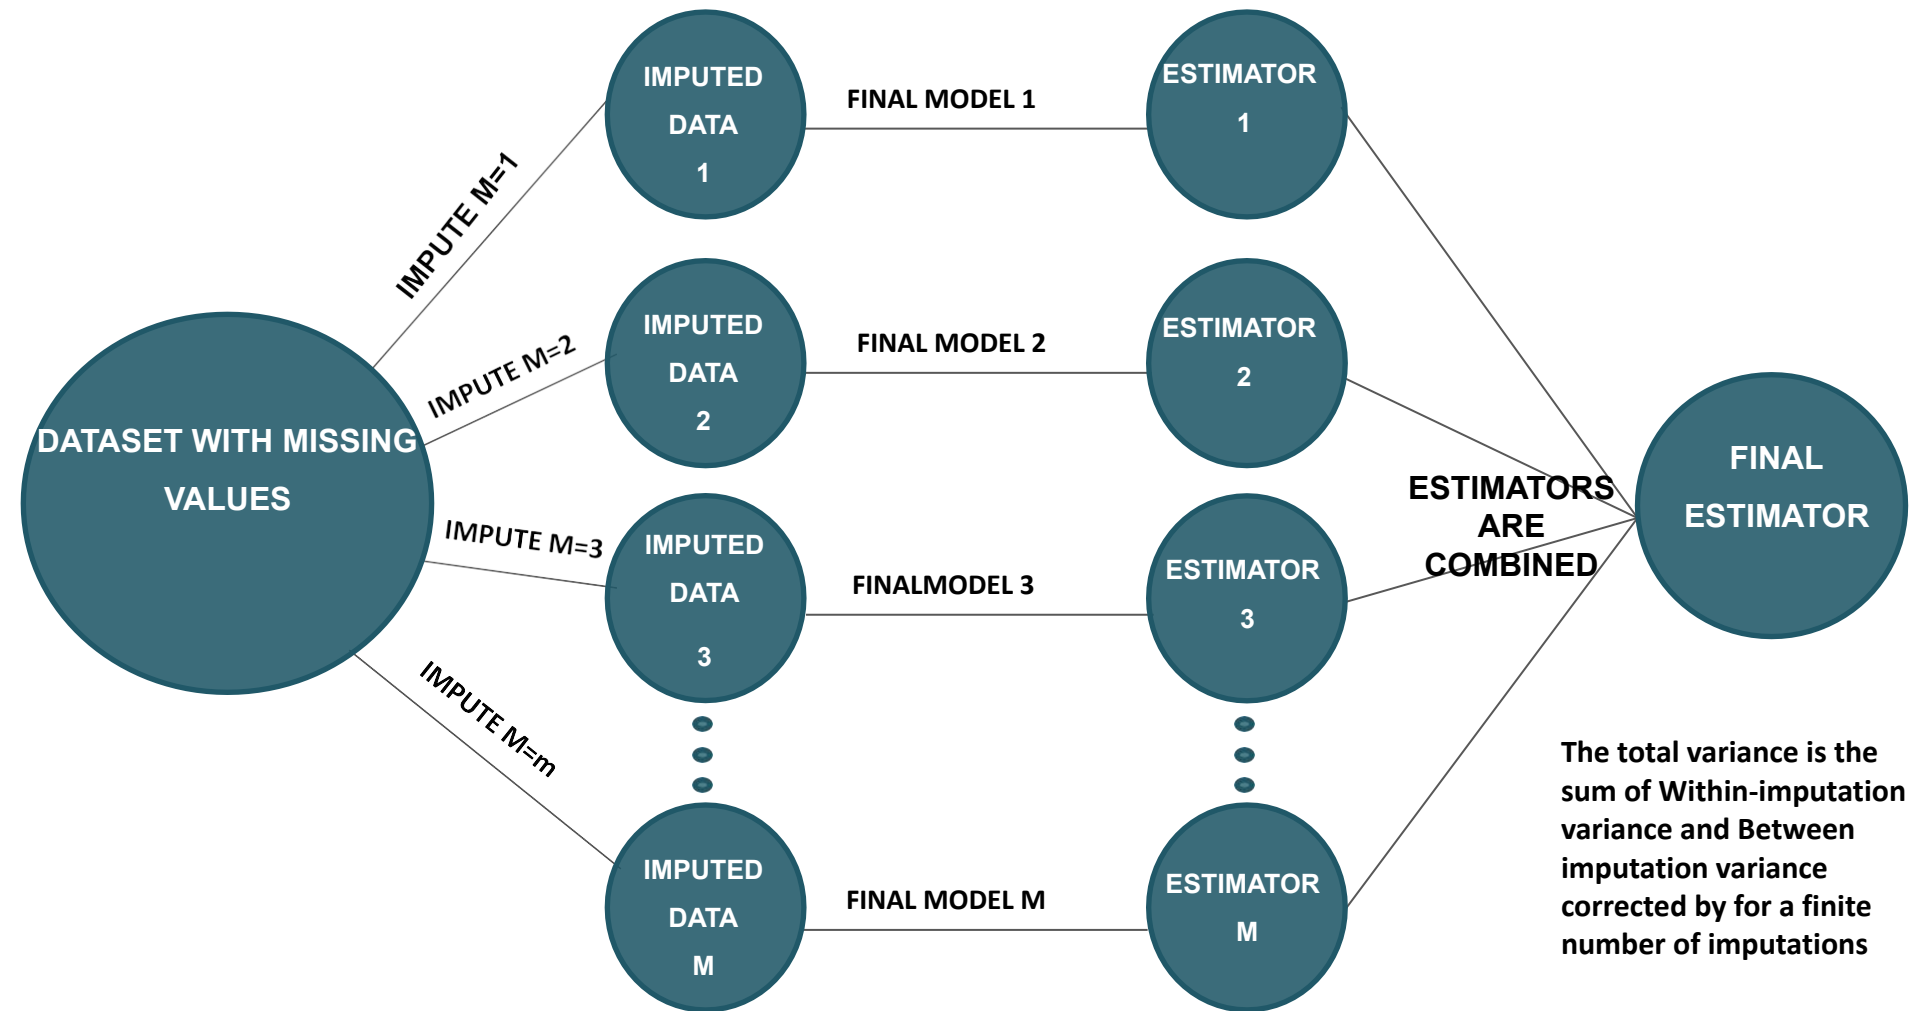 DATASET WITH MISSING
VALUES
IMPUTE M=1
IMPUTED
DATA
1
FINAL MODEL 1
ESTIMATOR
1
IMPUTE M=2
IMPUTED
DATA
2
FINAL MODEL 2
ESTIMATOR
2
IMPUTE M=3
IMPUTED
DATA
3
FINALMODEL 3
ESTIMATOR
3
IMPUTE M=m
IMPUTED
DATA
M
FINAL MODEL M
ESTIMATOR
M
ESTIMATORS
ARE
COMBINED
FINAL
ESTIMATOR
The total variance is the
sum of Within-imputation
variance and Between
imputation variance
corrected by for a finite
number of imputations